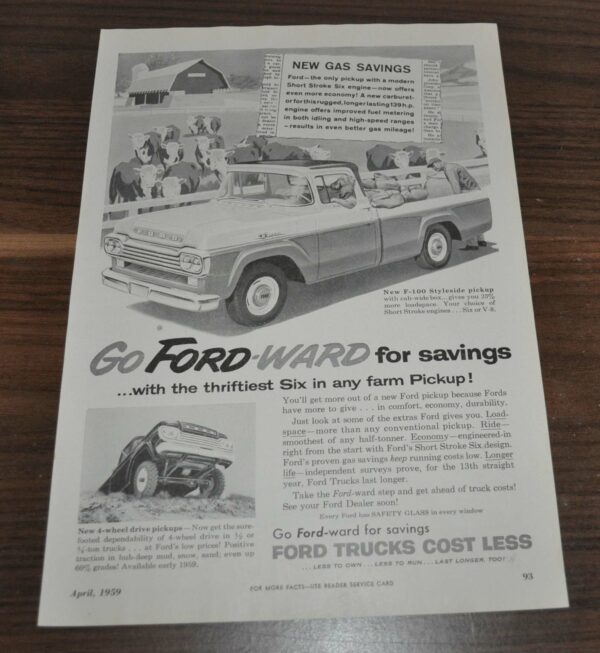 NEW GAS SAVINGS
Ford—the only pickup with a modern
Short Stroke Six engine—now offers
even more economy! A new carburet-
or for this rugged, longer lasting 139 h.p.
engine offers improved fuel metering
in both idling and high-speed ranges
—results in even better gas mileage!
New F-100 Styleside pickup
with cab-wide box...gives you 23%
more loadspace. Your choice of
Short Stroke engines . . . Six or V-8.
GO FORD-WARD for savings
...with the thriftiest Six in any farm Pickup!
You'll get more out of a new Ford pickup because Fords
have more to give . . . in comfort, economy, durability.
Just look at some of the extras Ford gives you. Load-
space—more than any conventional pickup. Ride—
smoothest of any half-tonner. Economy—engineered-in
right from the start with Ford's Short Stroke Six design.
Ford's proven gas savings keep running costs low. Longer
life—independent surveys prove, for the 13th straight
year, Ford Trucks last longer.
Take the Ford-ward step and get ahead of truck costs!
See your Ford Dealer soon!
Every Ford has SAFETY GLASS in every window
New 4-wheel drive pickups—Now get the sure-
footed dependability of 4-wheel drive in ½ or
¾-ton trucks . . . at Ford's low prices! Positive
traction in hub-deep mud, snow, sand; even up
60% grades! Available early 1959.
Go Ford-ward for savings
FORD TRUCKS COST LESS
...LESS TO OWN...LESS TO RUN...LAST LONGER, TOO!
April, 1959
FOR MORE FACTS—USE READER SERVICE CARD
93